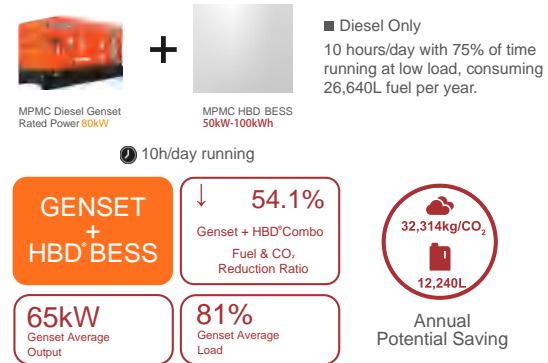 +
■ Diesel Only
10 hours/day with 75% of time
running at low load, consuming
26,640L fuel per year.
MPMC Diesel Genset
Rated Power 80kW
MPMC HBD BESS
50kW-100kWh
10h/day running
GENSET
+
HBD® BESS
↓ 54.1%
Genset + HBD®Combo
Fuel & CO₂
Reduction Ratio
32,314kg/CO₂
12,240L
65kW
Genset Average
Output
81%
Genset Average
Load
Annual
Potential Saving